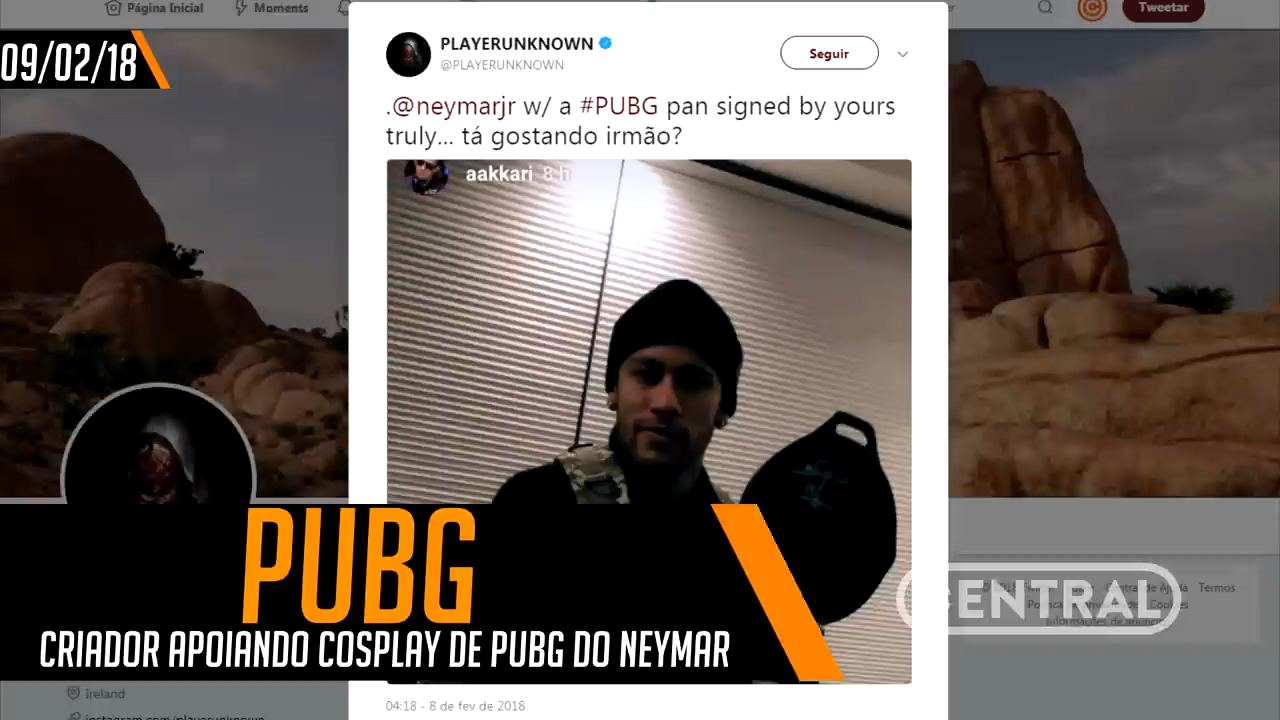 Página Inicial
Moments
Tweetar
09/02/18
PLAYERUNKNOWN
@PLAYERUNKNOWN
Seguir
.@neymarjr w/ a #PUBG pan signed by yours
truly... tá gostando irmão?
aakkari 8 h
PUBG
CRIADOR APOIANDO COSPLAY DE PUBG DO NEYMAR
CENTRAL
Termos
Cookies
Ireland
04:18 - 8 de fev de 2018